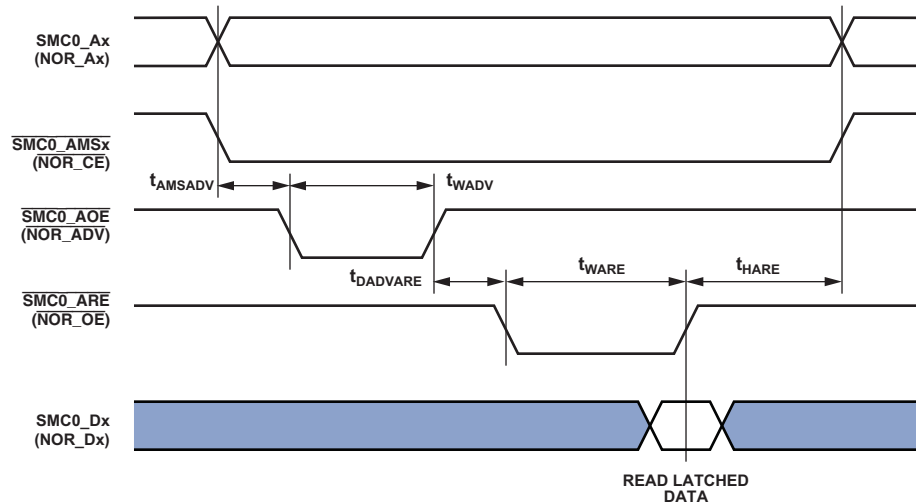 SMC0_Ax
(NOR_Ax)
SMC0_AMSx
(NOR_CE)
tAMSADV
tWADV
SMC0_AOE
(NOR_ADV)
tDADVARE
tWARE
tHARE
SMC0_ARE
(NOR_OE)
SMC0_Dx
(NOR_Dx)
READ LATCHED
DATA